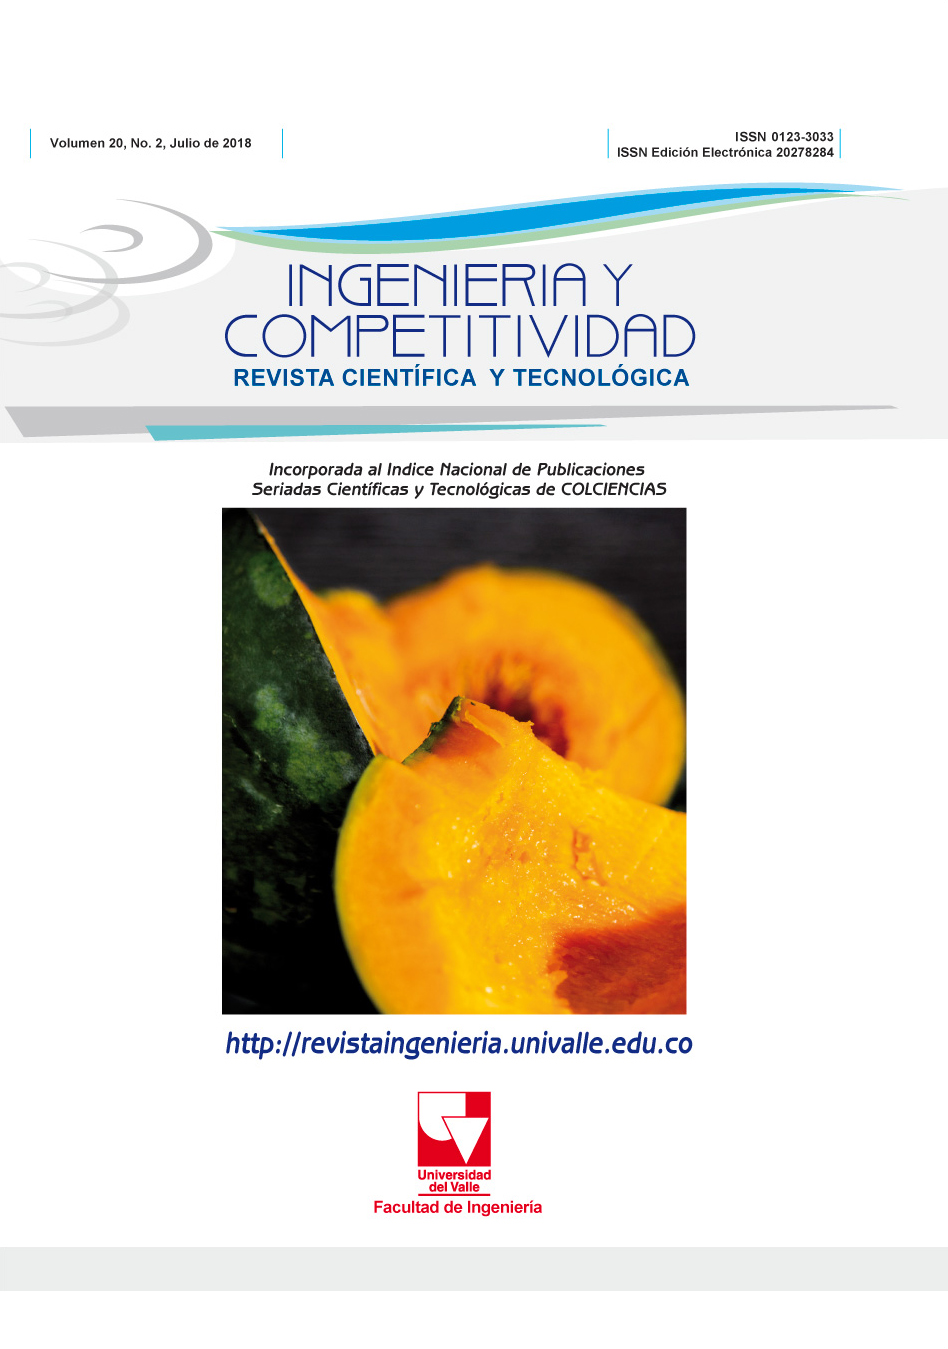 Volumen 20, No. 2, Julio de 2018
ISSN 0123-3033
ISSN Edición Electrónica 20278284
INGENIERIA Y
COMPETITIVIDAD
REVISTA CIENTÍFICA Y TECNOLÓGICA
Incorporada al Indice Nacional de Publicaciones
Seriadas Científicas y Tecnológicas de COLCIENCIAS
http://revistaingenieria.univalle.edu.co
Universidad
del Valle
Facultad de Ingeniería